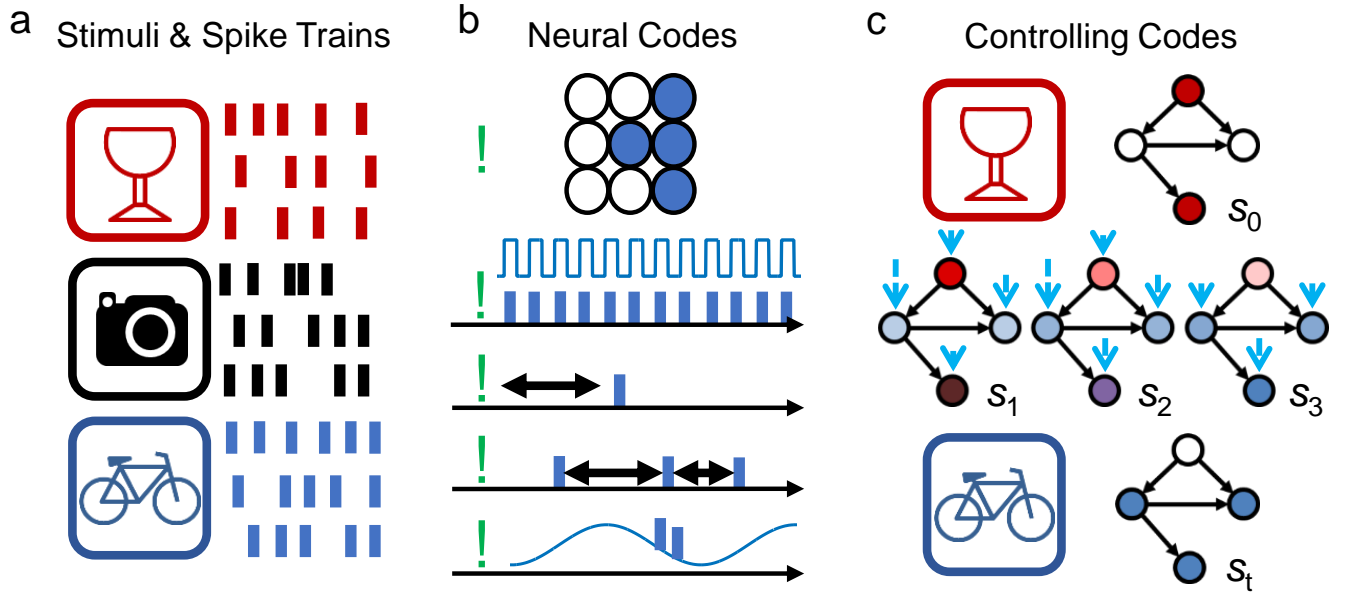 a Stimuli & Spike Trains
b Neural Codes
c Controlling Codes
!
!
!
!
!
s₀
s₁ s₂ s₃
sₜ